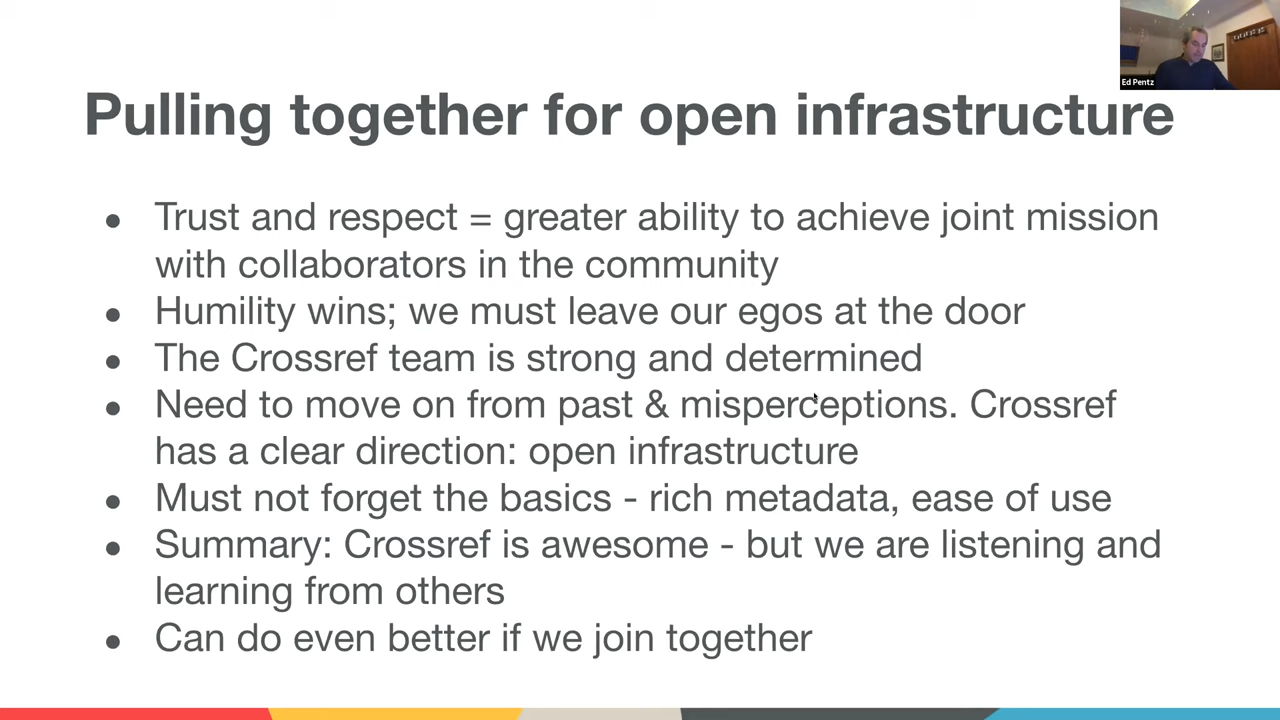 Ed Pentz
Pulling together for open infrastructure
● Trust and respect = greater ability to achieve joint mission
with collaborators in the community
● Humility wins; we must leave our egos at the door
● The Crossref team is strong and determined
● Need to move on from past & misperceptions. Crossref
has a clear direction: open infrastructure
● Must not forget the basics - rich metadata, ease of use
● Summary: Crossref is awesome - but we are listening and
learning from others
● Can do even better if we join together